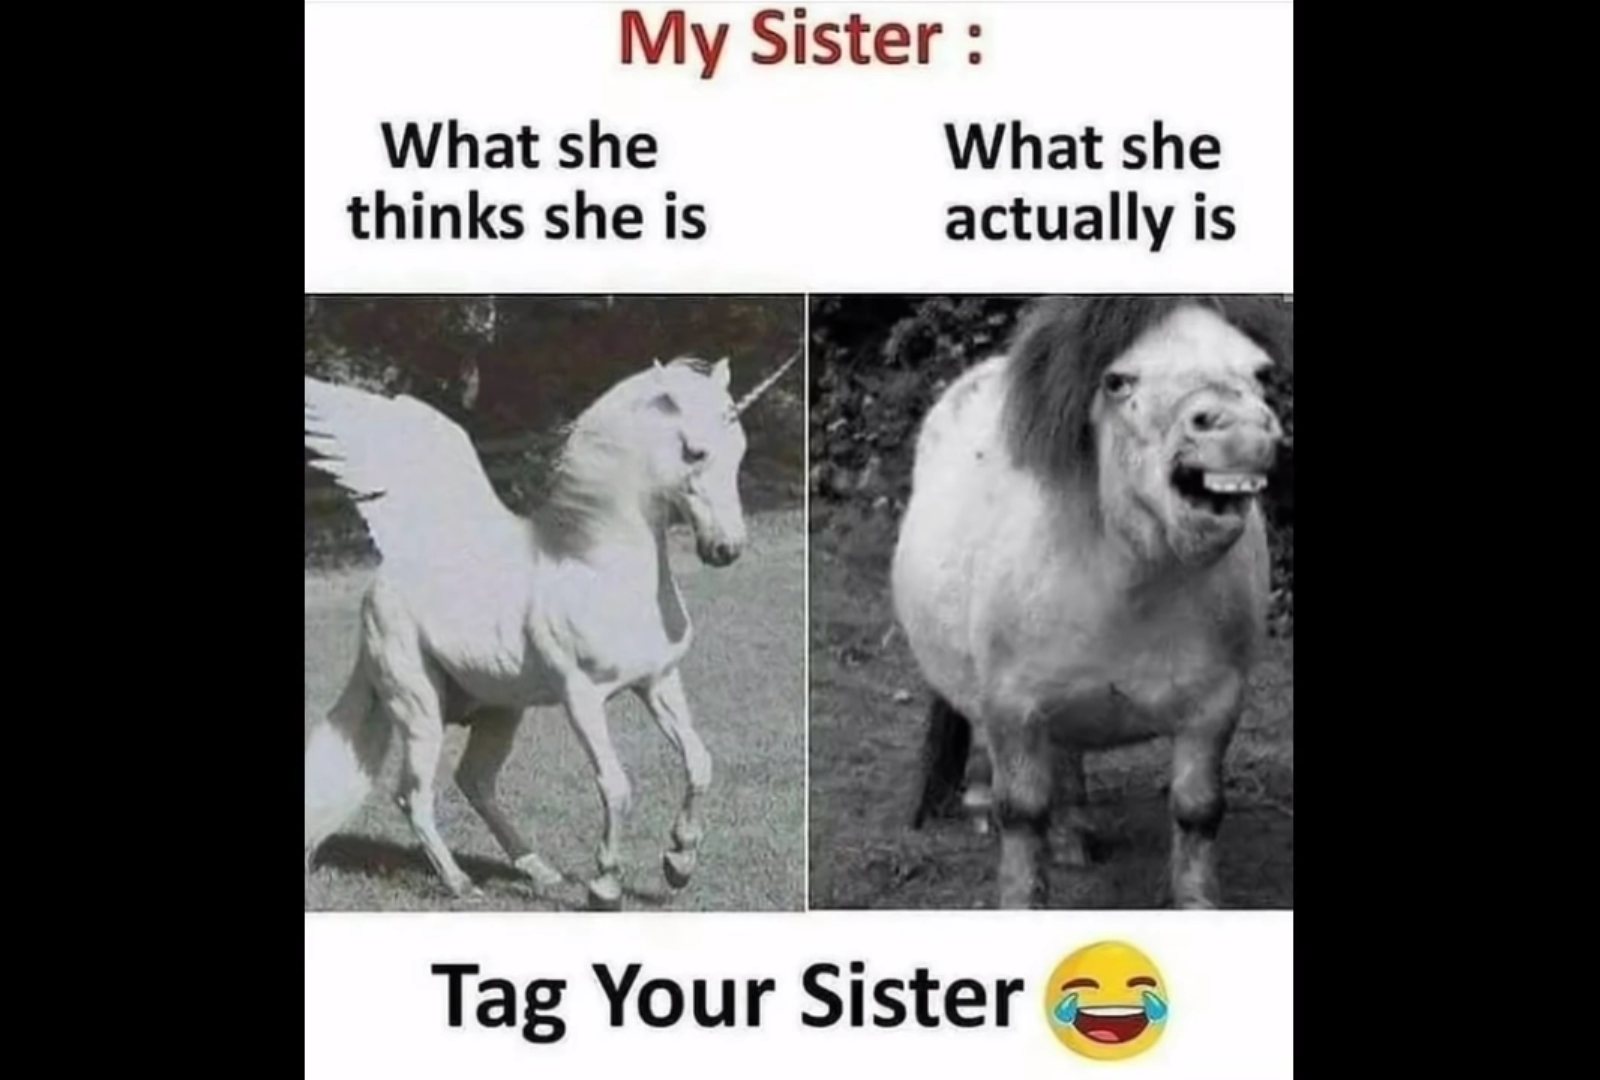 My Sister :
What she
thinks she is
What she
actually is
Tag Your Sister